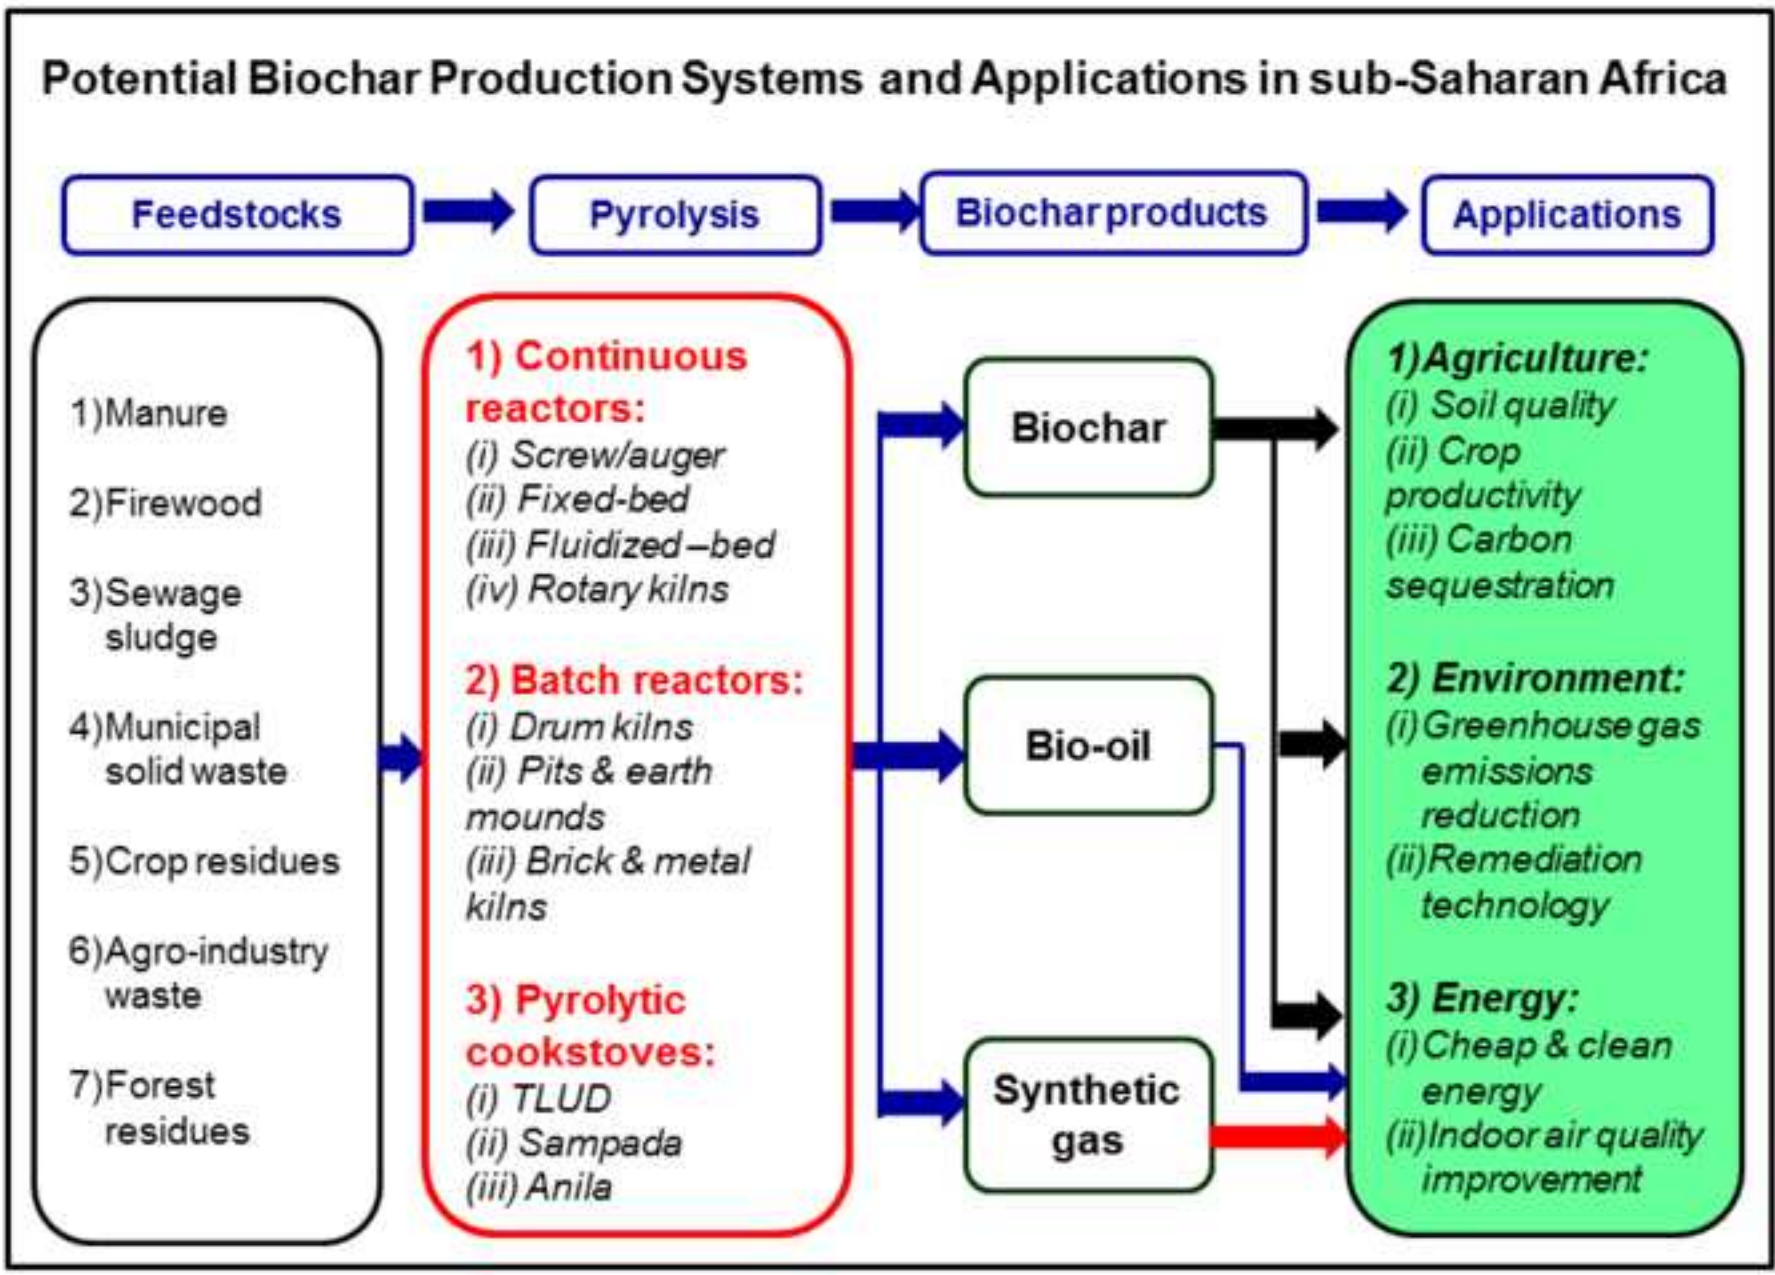 Potential Biochar Production Systems and Applications in sub-Saharan Africa
Feedstocks
Pyrolysis
Biochar products
Applications
1)Manure
2)Firewood
3)Sewage
sludge
4)Municipal
solid waste
5)Crop residues
6)Agro-industry
waste
7)Forest
residues
1) Continuous
reactors:
(i) Screw/auger
(ii) Fixed-bed
(iii) Fluidized–bed
(iv) Rotary kilns
2) Batch reactors:
(i) Drum kilns
(ii) Pits & earth
mounds
(iii) Brick & metal
kilns
3) Pyrolytic
cookstoves:
(i) TLUD
(ii) Sampada
(iii) Anila
Biochar
Bio-oil
Synthetic
gas
1)Agriculture:
(i) Soil quality
(ii) Crop
productivity
(iii) Carbon
sequestration
2) Environment:
(i)Greenhouse gas
emissions
reduction
(ii)Remediation
technology
3) Energy:
(i)Cheap & clean
energy
(ii)Indoor air quality
improvement